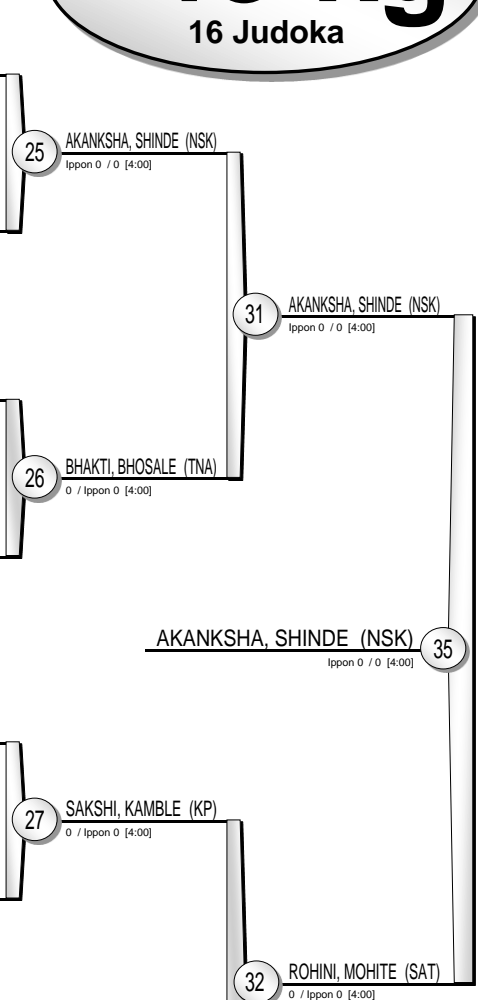 16 Judoka
25
AKANKSHA, SHINDE (NSK)
Ippon 0 / 0 [4:00]
31
AKANKSHA, SHINDE (NSK)
Ippon 0 / 0 [4:00]
26
BHAKTI, BHOSALE (TNA)
0 / Ippon 0 [4:00]
AKANKSHA, SHINDE (NSK)
35
Ippon 0 / 0 [4:00]
27
SAKSHI, KAMBLE (KP)
0 / Ippon 0 [4:00]
32
ROHINI, MOHITE (SAT)
0 / Ippon 0 [4:00]